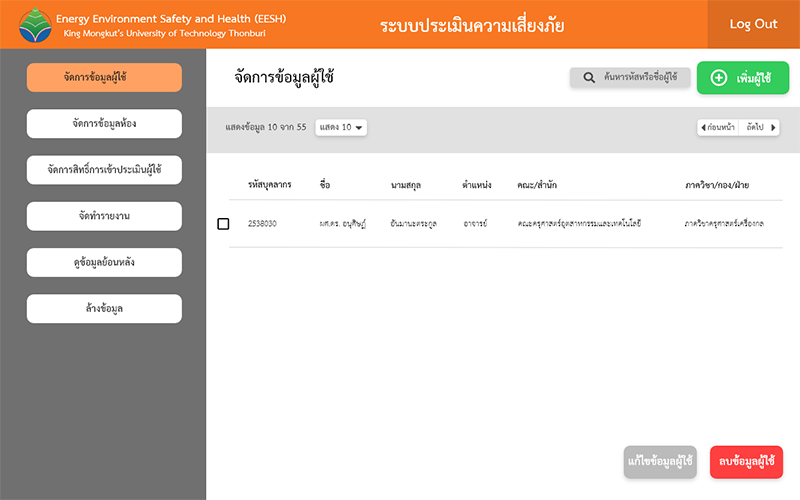 Energy Environment Safety and Health (EESH)
King Mongkut's University of Technology Thonburi
ระบบประเมินความเสี่ยงภัย
Log Out
จัดการข้อมูลผู้ใช้
จัดการข้อมูลห้อง
จัดการสิทธิ์การเข้าประเมินผู้ใช้
จัดทำรายงาน
ดูข้อมูลย้อนหลัง
ล้างข้อมูล
จัดการข้อมูลผู้ใช้
ค้นหารหัสหรือชื่อผู้ใช้
เพิ่มผู้ใช้
แสดงข้อมูล 10 จาก 55 แสดง 10
ก่อนหน้า ถัดไป
รหัสบุคลากร ชื่อ นามสกุล ตำแหน่ง คณะ/สำนัก ภาควิชา/กอง/ฝ่าย
2538030 ผศ.ดร. อนุศิษฏ์ อันมานะตระกูล อาจารย์ คณะครุศาสตร์อุตสาหกรรมและเทคโนโลยี ภาควิชาครุศาสตร์เครื่องกล
แก้ไขข้อมูลผู้ใช้ ลบข้อมูลผู้ใช้